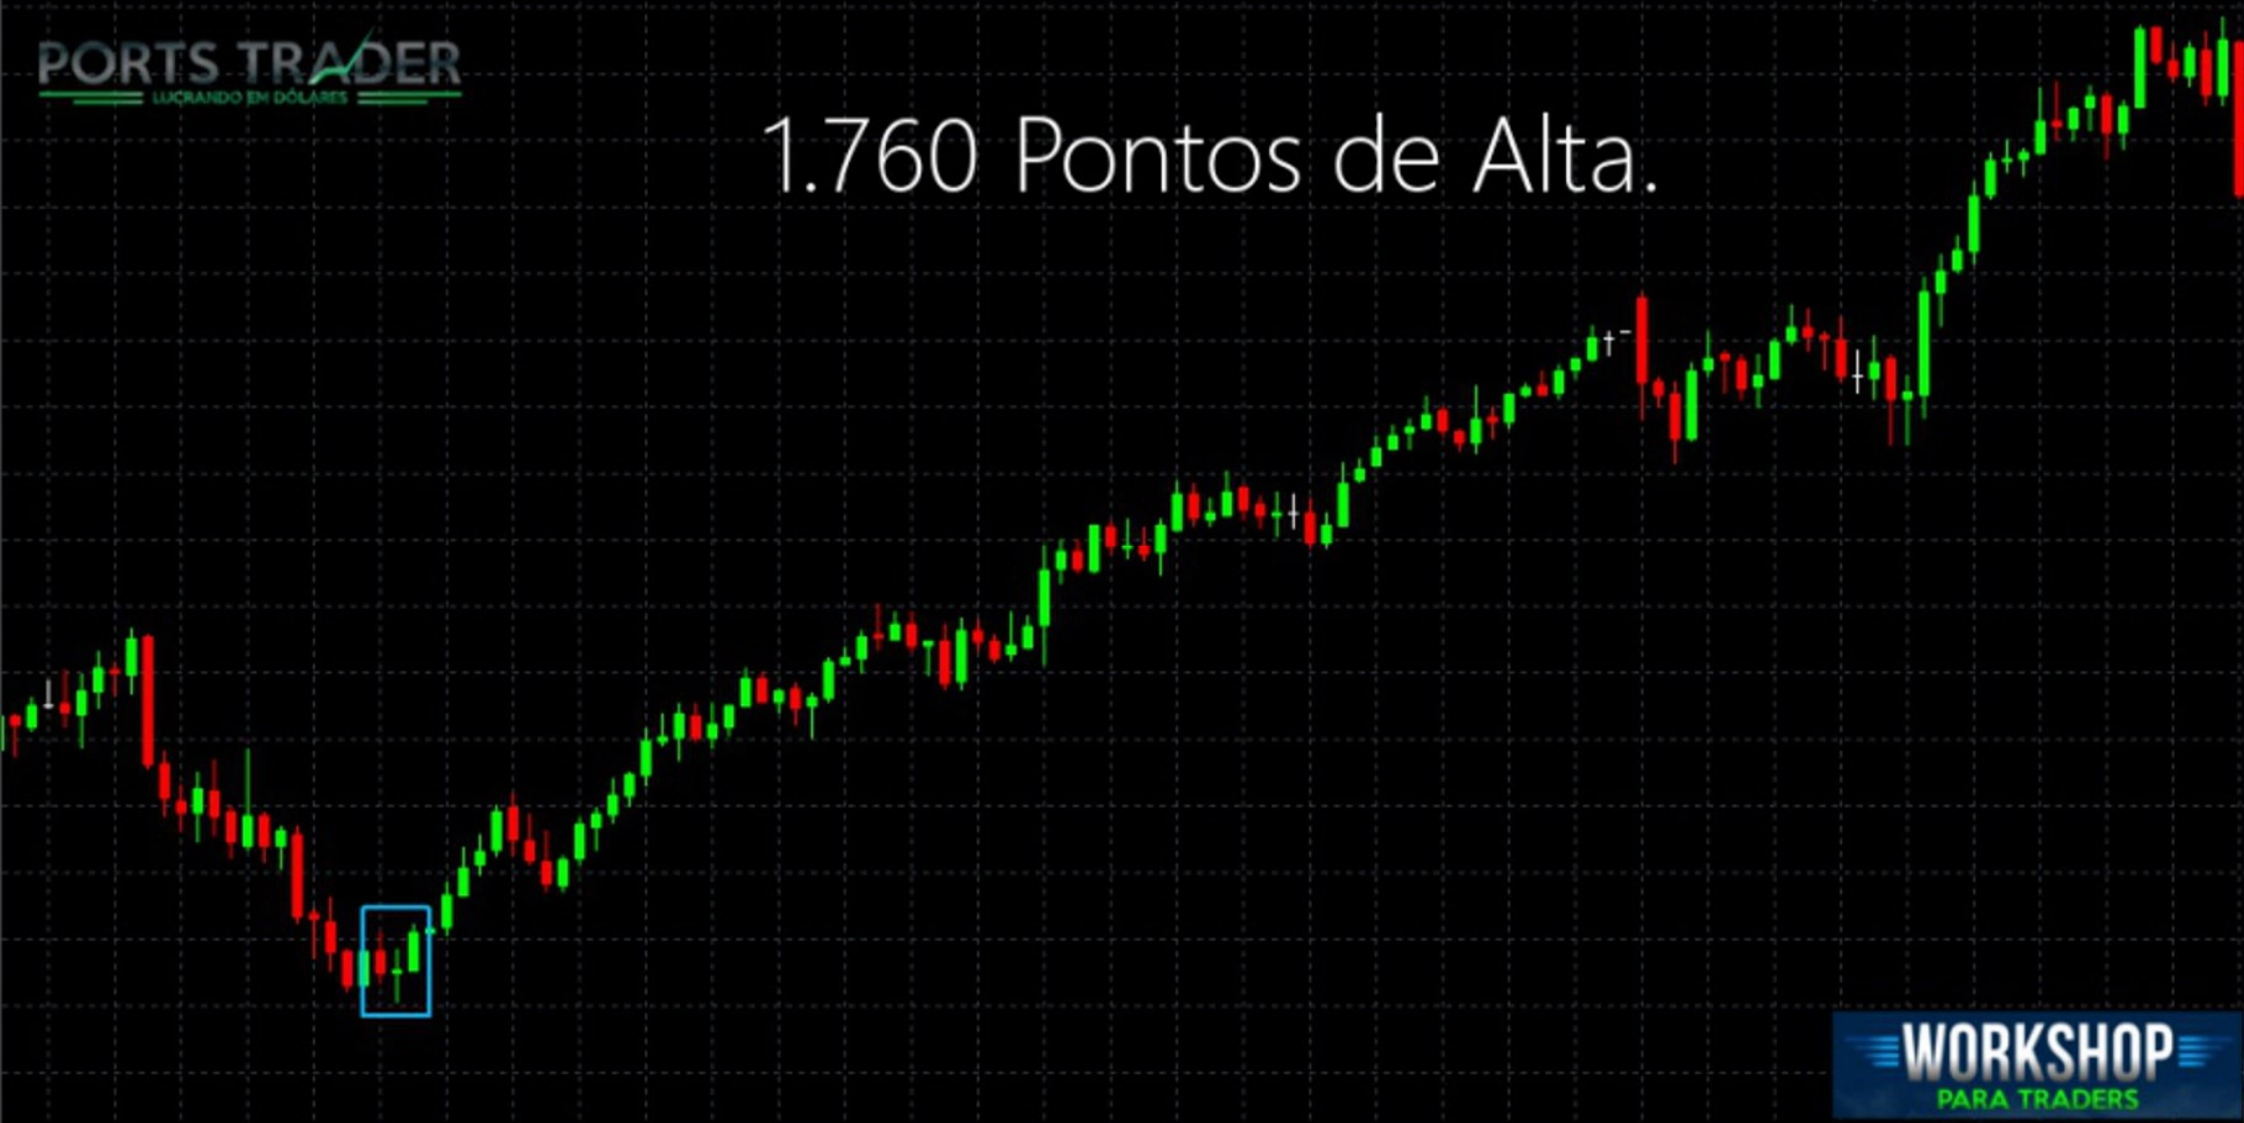 PORTS TRADER
LUCRANDO EM DÓLARES
1.760 Pontos de Alta.
WORKSHOP
PARA TRADERS